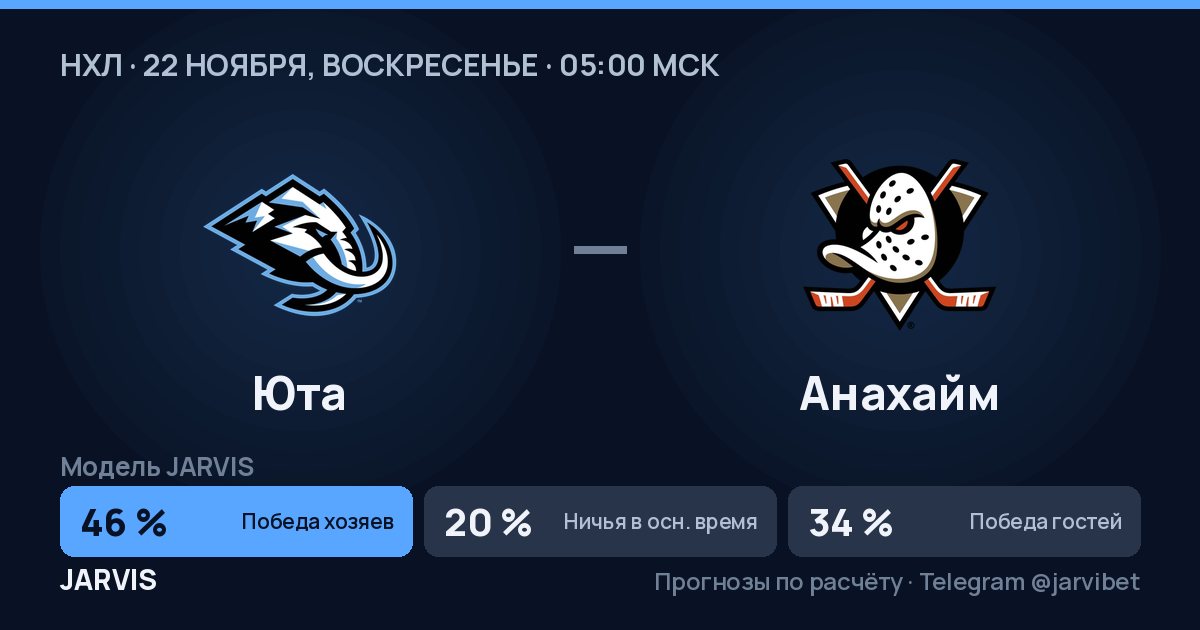 НХЛ · 22 НОЯБРЯ, ВОСКРЕСЕНЬЕ · 05:00 МСК
Юта
Анахайм
Модель JARVIS
46 % Победа хозяев
20 % Ничья в осн. время
34 % Победа гостей
JARVIS
Прогнозы по расчёту · Telegram @jarvibet